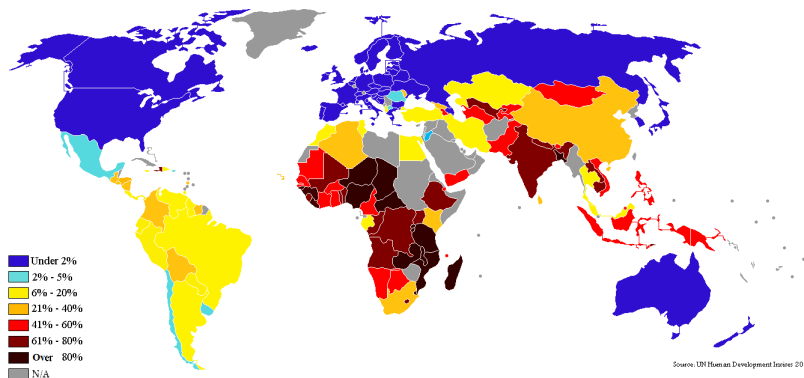 Under 2%
2% - 5%
6% - 20%
21% - 40%
41% - 60%
61% - 80%
Over 80%
N/A
Source: UN Human Development Indices 20